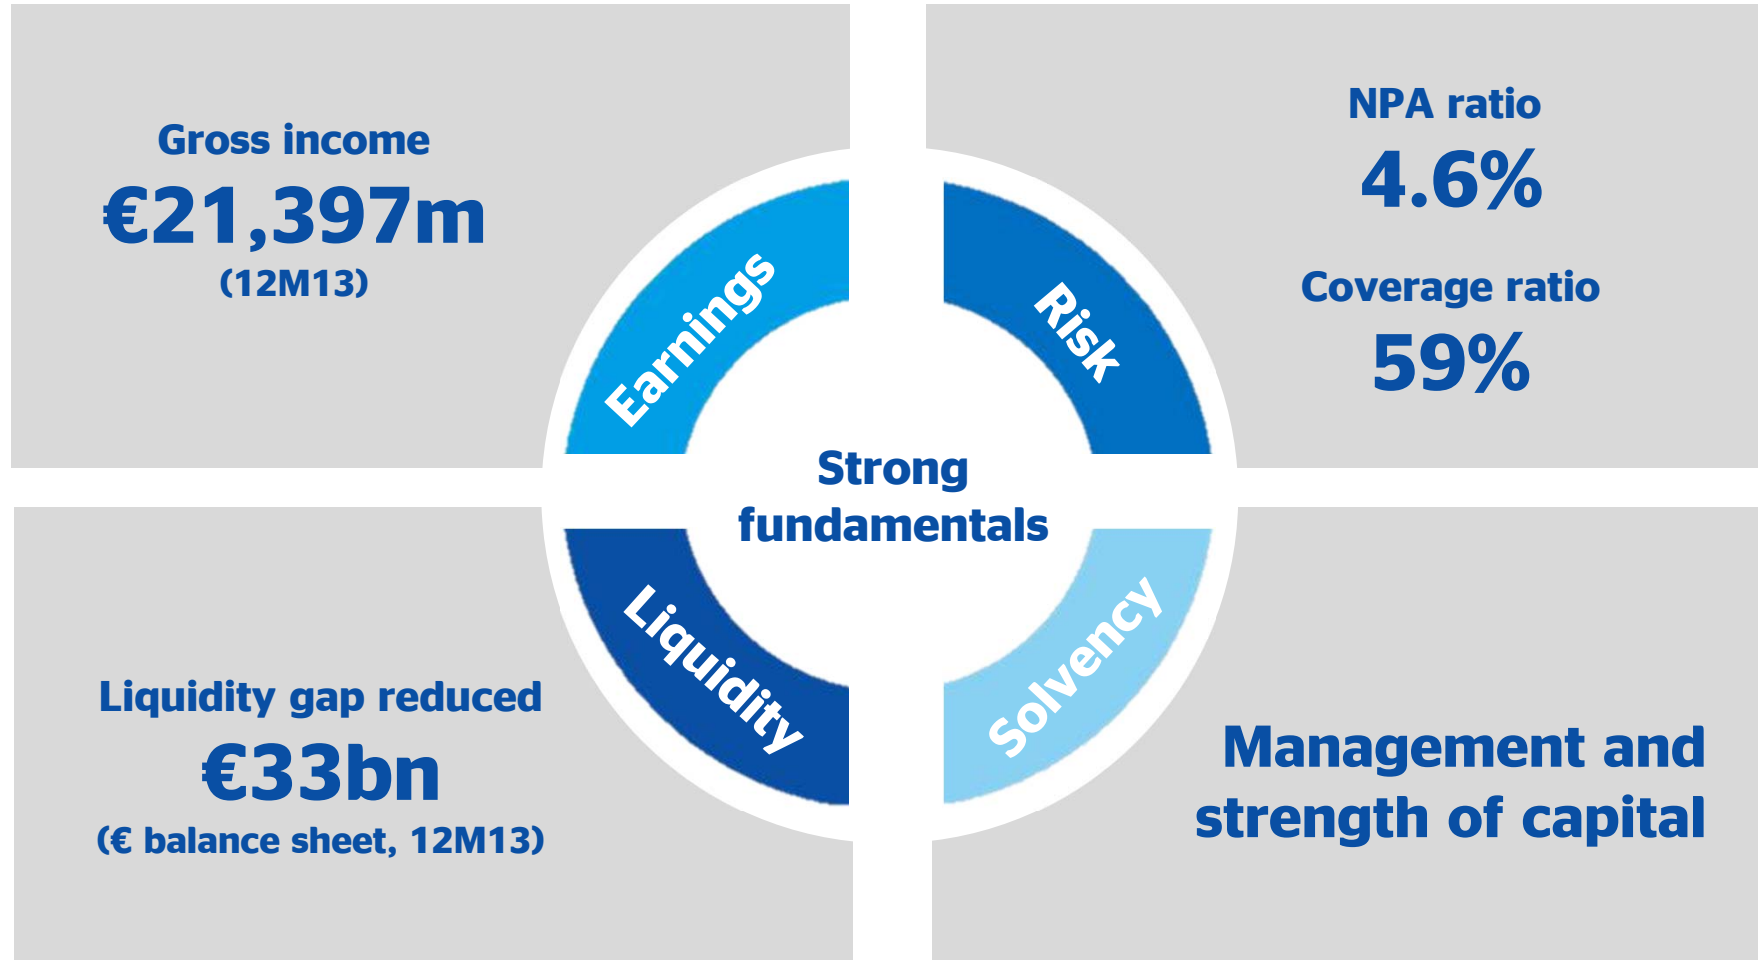 Gross income
€21,397m
(12M13)
Earnings
NPA ratio
4.6%
Coverage ratio
59%
Risk
Strong
fundamentals
Liquidity gap reduced
€33bn
(€ balance sheet, 12M13)
Liquidity
Solvency
Management and
strength of capital